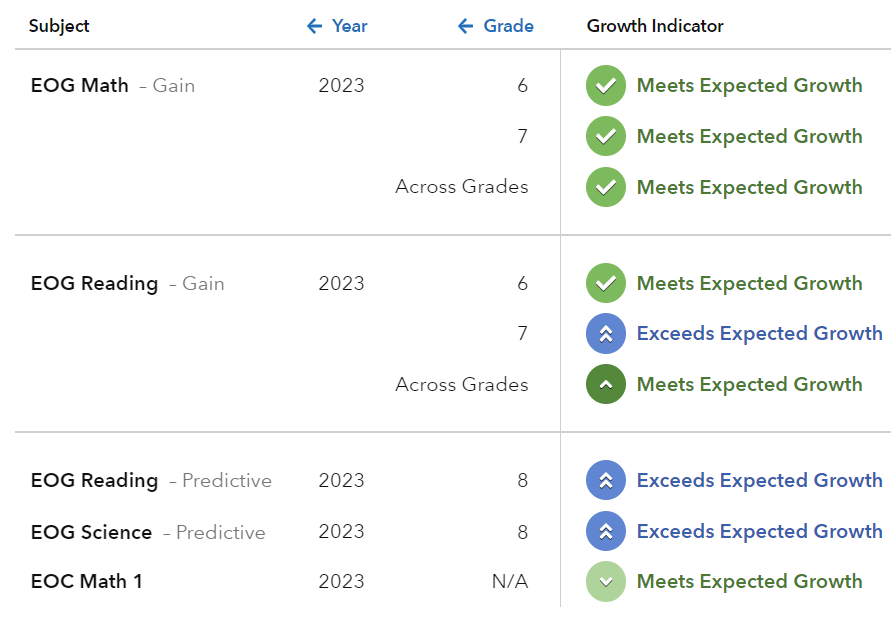 Subject ← Year ← Grade Growth Indicator
EOG Math – Gain 2023 6 Meets Expected Growth
7 Meets Expected Growth
Across Grades Meets Expected Growth
EOG Reading – Gain 2023 6 Meets Expected Growth
7 Exceeds Expected Growth
Across Grades Meets Expected Growth
EOG Reading – Predictive 2023 8 Exceeds Expected Growth
EOG Science – Predictive 2023 8 Exceeds Expected Growth
EOC Math 1 2023 N/A Meets Expected Growth